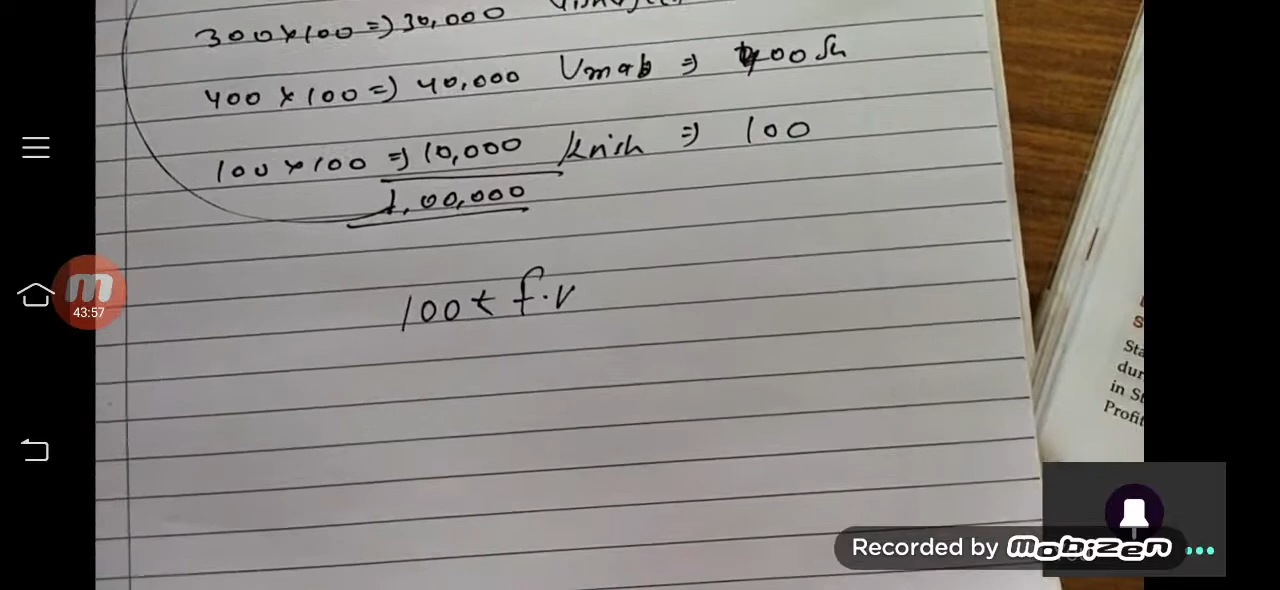 300 x 100 => 30,000
400 x 100 => 40,000 Umab => 400 Sh
100 x 100 => 10,000 Krish => 100
1,00,000
100 ₹ f.v
43:57
Sta
dur
in St
Profit
Recorded by mobizen